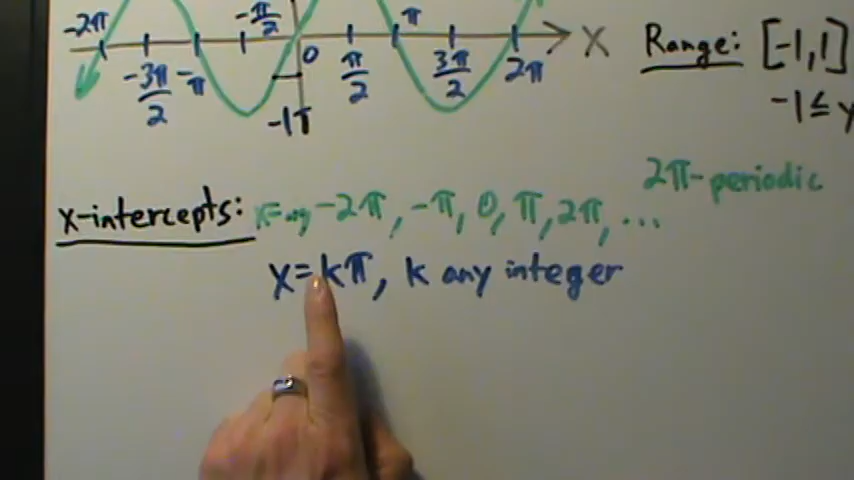 -2π -3π/2 -π -π/2 0 π/2 π 3π/2 2π X
-1
Range: [-1,1]
-1≤y
2π-periodic
x-intercepts: x=..., -2π, -π, 0, π, 2π, ...
x=kπ, k any integer